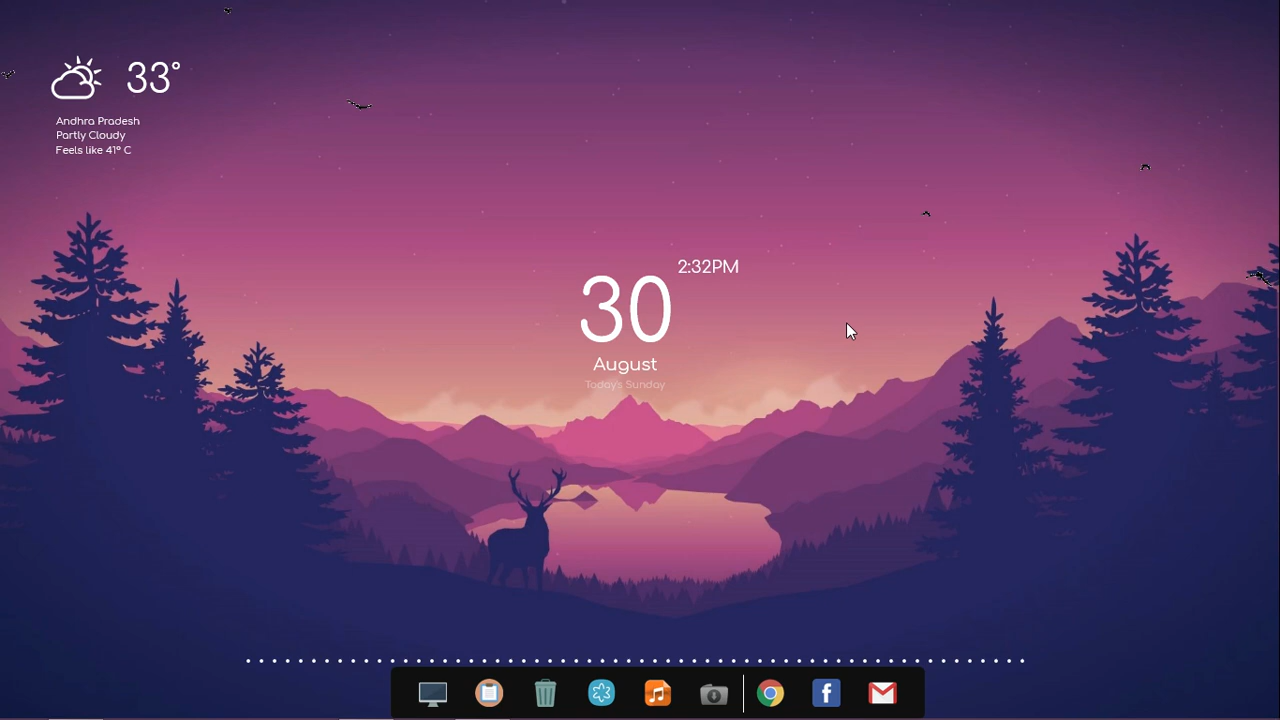 33°
Andhra Pradesh
Partly Cloudy
Feels like 41° C
2:32PM
30
August
Today's Sunday